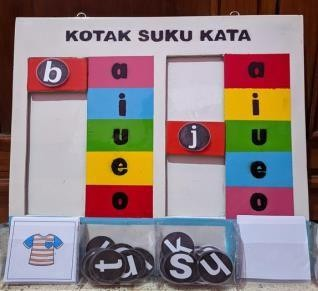 KOTAK SUKU KATA
b a a
i i
u j u
e e
o o
t k
s u